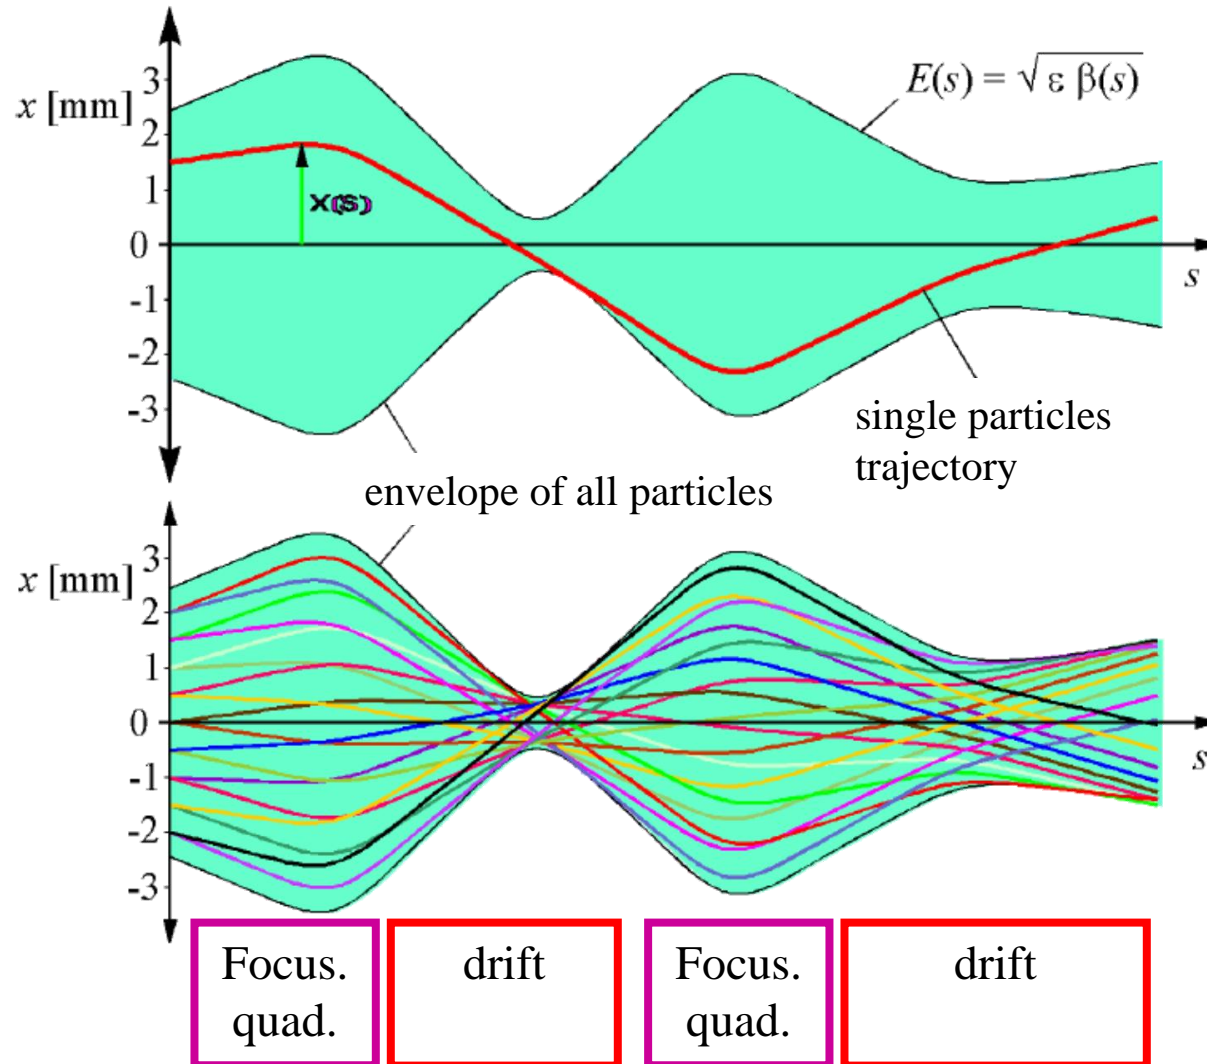 3
E(s) = √ε β(s)
x [mm]
2
1
x(s)
0
s
-1
-2
-3
single particles
trajectory
envelope of all particles
3
x [mm]
2
1
0
s
-1
-2
-3
Focus.
quad.
drift
Focus.
quad.
drift